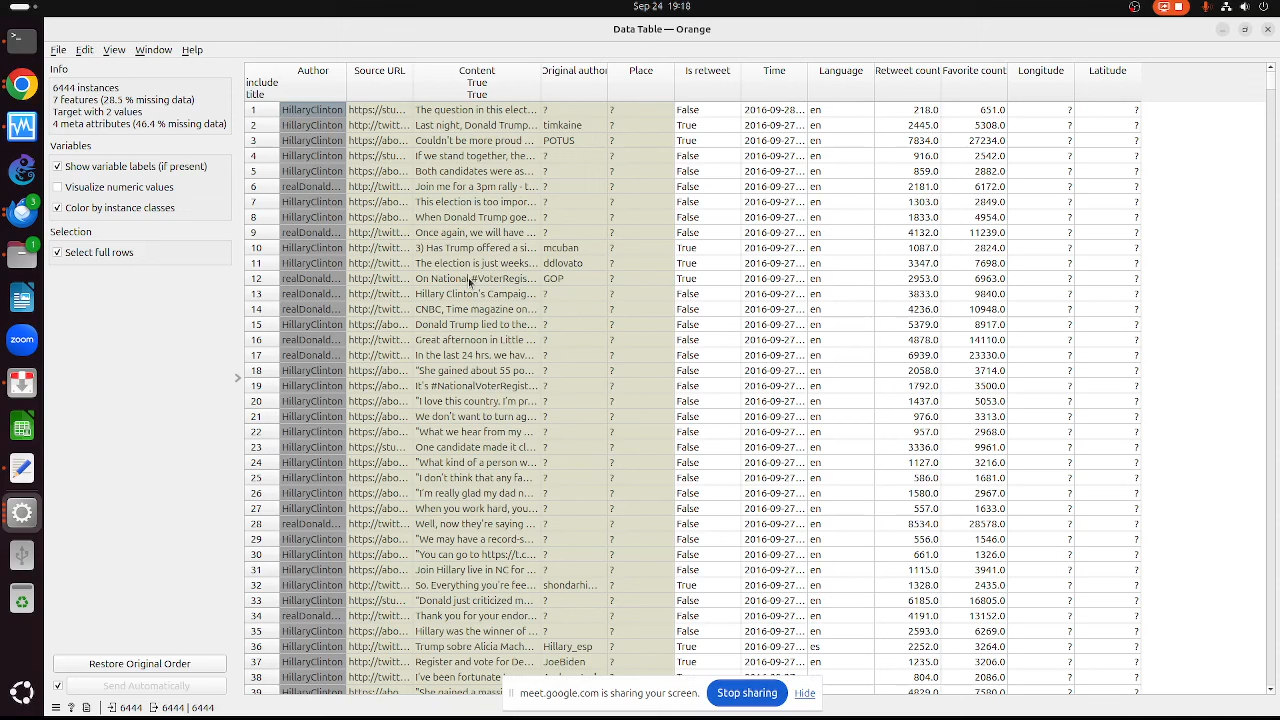 Sep 24 19:18
Data Table — Orange
File Edit View Window Help
Info
6444 instances
7 features (28.5 % missing data)
Target with 2 values
4 meta attributes (46.4 % missing data)
Variables
Show variable labels (if present)
Visualize numeric values
Color by instance classes
Selection
Select full rows
Restore Original Order
Send Automatically
6444 6444 | 6444
Author Source URL Content Original author Place Is retweet Time Language Retweet count Favorite count Longitude Latitude
include True
title True
1 HillaryClinton https://stu... The question in this elect... ? ? False 2016-09-28... en 218.0 651.0 ? ?
2 HillaryClinton http://twitt... Last night, Donald Trump... timkaine ? True 2016-09-27... en 2445.0 5308.0 ? ?
3 HillaryClinton https://abo... Couldn't be more proud ... POTUS ? True 2016-09-27... en 7834.0 27234.0 ? ?
4 HillaryClinton https://stu... If we stand together, the... ? ? False 2016-09-27... en 916.0 2542.0 ? ?
5 HillaryClinton https://abo... Both candidates were as... ? ? False 2016-09-27... en 859.0 2882.0 ? ?
6 realDonald... http://twitt... Join me for a 3pm rally - t... ? ? False 2016-09-27... en 2181.0 6172.0 ? ?
7 HillaryClinton https://abo... This election is too impor... ? ? False 2016-09-27... en 1303.0 2849.0 ? ?
8 HillaryClinton https://abo... When Donald Trump goe... ? ? False 2016-09-27... en 1833.0 4954.0 ? ?
9 realDonald... http://twitt... Once again, we will have ... ? ? False 2016-09-27... en 4132.0 11239.0 ? ?
10 HillaryClinton http://twitt... 3) Has Trump offered a si... mcuban ? True 2016-09-27... en 1087.0 2824.0 ? ?
11 HillaryClinton http://twitt... The election is just weeks... ddlovato ? True 2016-09-27... en 3347.0 7698.0 ? ?
12 realDonald... http://twitt... On National #VoterRegis... GOP ? True 2016-09-27... en 2953.0 6963.0 ? ?
13 realDonald... http://twitt... Hillary Clinton's Campaig... ? ? False 2016-09-27... en 3833.0 9840.0 ? ?
14 realDonald... http://twitt... CNBC, Time magazine on... ? ? False 2016-09-27... en 4236.0 10948.0 ? ?
15 HillaryClinton https://abo... Donald Trump lied to the... ? ? False 2016-09-27... en 5379.0 8917.0 ? ?
16 realDonald... http://twitt... Great afternoon in Little ... ? ? False 2016-09-27... en 4878.0 14110.0 ? ?
17 realDonald... http://twitt... In the last 24 hrs. we hav... ? ? False 2016-09-27... en 6939.0 23330.0 ? ?
18 HillaryClinton https://abo... "She gained about 55 po... ? ? False 2016-09-27... en 2058.0 3714.0 ? ?
19 HillaryClinton https://abo... It's #NationalVoterRegist... ? ? False 2016-09-27... en 1792.0 3500.0 ? ?
20 HillaryClinton https://abo... "I love this country. I'm pr... ? ? False 2016-09-27... en 1437.0 5053.0 ? ?
21 HillaryClinton https://abo... We don't want to turn ag... ? ? False 2016-09-27... en 976.0 3313.0 ? ?
22 HillaryClinton https://abo... "What we hear from my ... ? ? False 2016-09-27... en 957.0 2968.0 ? ?
23 HillaryClinton https://stu... One candidate made it cl... ? ? False 2016-09-27... en 3336.0 9961.0 ? ?
24 HillaryClinton https://abo... "What kind of a person w... ? ? False 2016-09-27... en 1127.0 3216.0 ? ?
25 HillaryClinton https://abo... "I don't think that any fa... ? ? False 2016-09-27... en 586.0 1681.0 ? ?
26 HillaryClinton https://abo... "I'm really glad my dad n... ? ? False 2016-09-27... en 1580.0 2967.0 ? ?
27 HillaryClinton https://abo... When you work hard, you... ? ? False 2016-09-27... en 557.0 1633.0 ? ?
28 realDonald... http://twitt... Well, now they're saying ... ? ? False 2016-09-27... en 8534.0 28578.0 ? ?
29 HillaryClinton https://abo... "We may have a record-s... ? ? False 2016-09-27... en 556.0 1546.0 ? ?
30 HillaryClinton https://abo... "You can go to https://t.c... ? ? False 2016-09-27... en 661.0 1326.0 ? ?
31 HillaryClinton https://abo... Join Hillary live in NC for ... ? ? False 2016-09-27... en 1115.0 3941.0 ? ?
32 HillaryClinton http://twitt... So. Everything you're fee... shondarhi... ? True 2016-09-27... en 1328.0 2435.0 ? ?
33 HillaryClinton https://stu... "Donald just criticized m... ? ? False 2016-09-27... en 6185.0 16805.0 ? ?
34 realDonald... http://twitt... Thank you for your endor... ? ? False 2016-09-27... en 4191.0 13152.0 ? ?
35 HillaryClinton https://abo... Hillary was the winner of ... ? ? False 2016-09-27... en 2593.0 6269.0 ? ?
36 HillaryClinton http://twitt... Trump sobre Alicia Mach... Hillary_esp ? True 2016-09-27... es 2252.0 3264.0 ? ?
37 HillaryClinton http://twitt... Register and vote for De... JoeBiden ? True 2016-09-27... en 1235.0 3206.0 ? ?
38 HillaryClinton http://twitt... I've been fortunate 804.0 2086.0 ? ?
39 HillaryClinton https://abo... "She gained a mas 4829.0 7580.0 ? ?
meet.google.com is sharing your screen. Stop sharing Hide
zoom
3
1